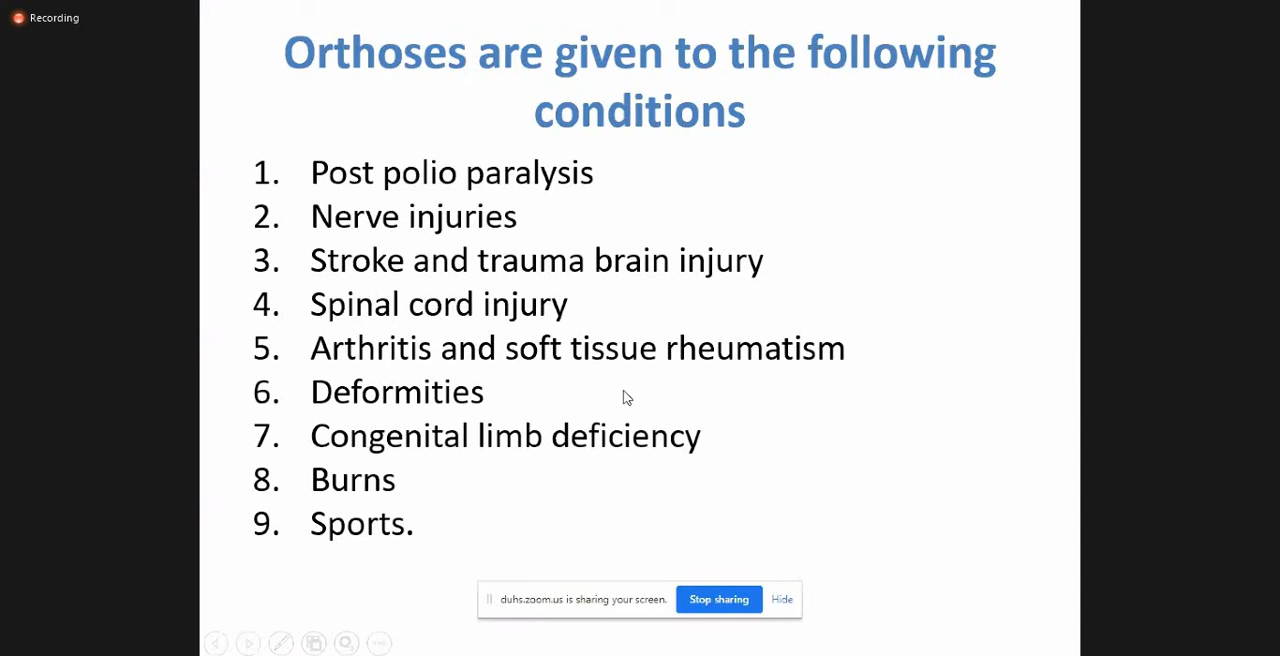 Recording
Orthoses are given to the following
conditions
1. Post polio paralysis
2. Nerve injuries
3. Stroke and trauma brain injury
4. Spinal cord injury
5. Arthritis and soft tissue rheumatism
6. Deformities
7. Congenital limb deficiency
8. Burns
9. Sports.
duhs.zoom.us is sharing your screen. Stop sharing Hide